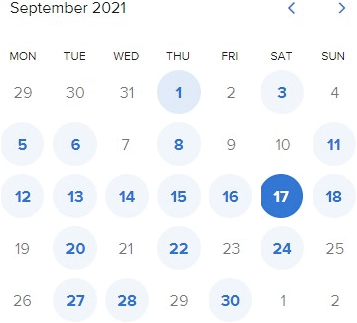 September 2021
MON TUE WED THU FRI SAT SUN
29 30 31 1 2 3 4
5 6 7 8 9 10 11
12 13 14 15 16 17 18
19 20 21 22 23 24 25
26 27 28 29 30 1 2